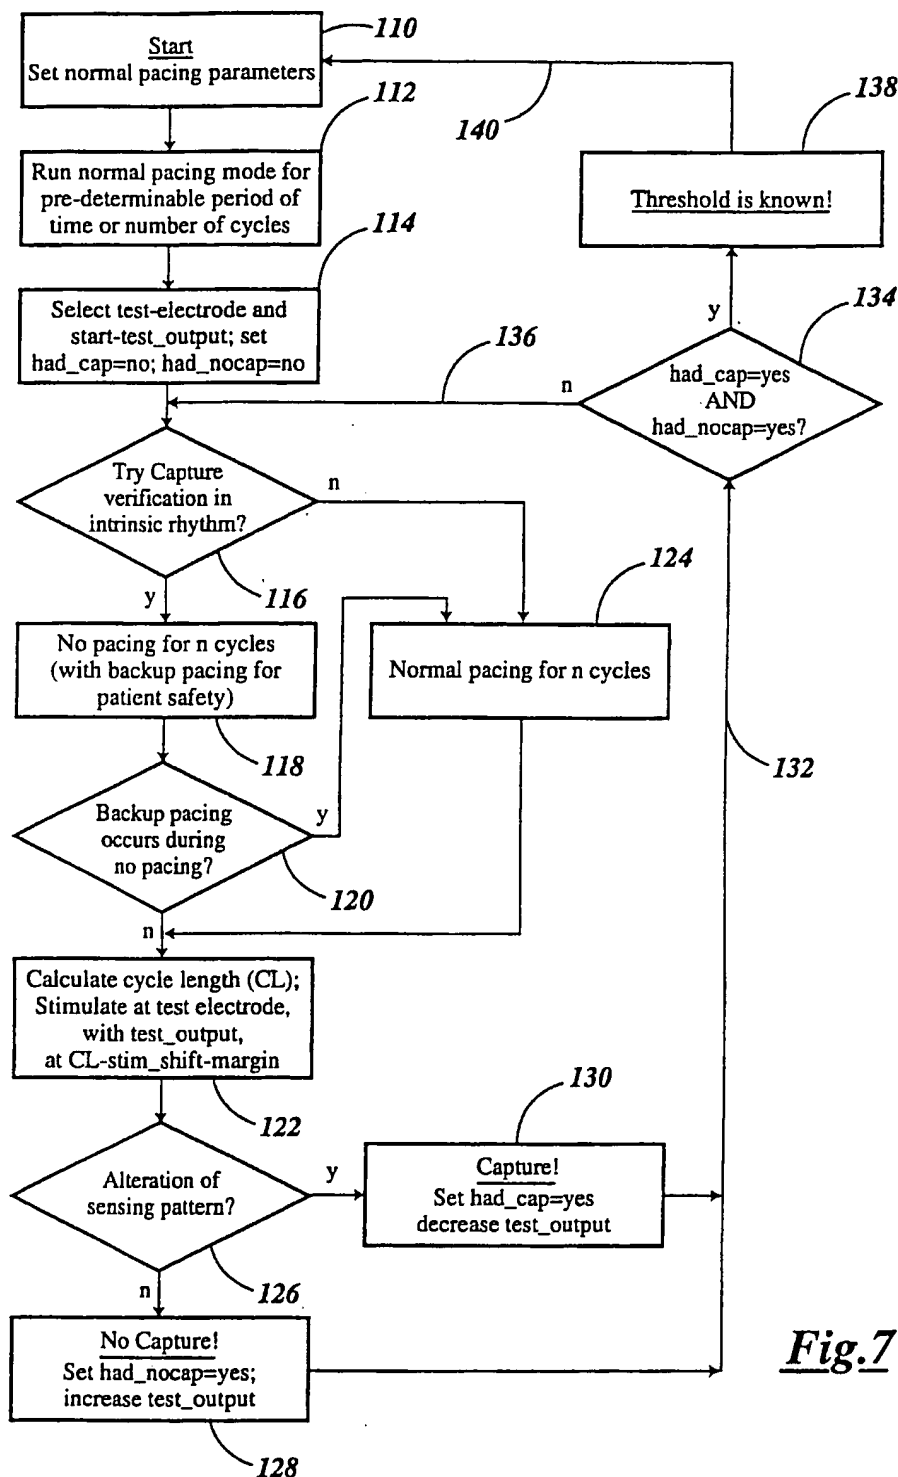 110
Start
Set normal pacing parameters
112
Run normal pacing mode for
pre-determinable period of
time or number of cycles
114
Select test-electrode and
start-test_output; set
had_cap=no; had_nocap=no
140
138
Threshold is known!
y
134
had_cap=yes
AND
had_nocap=yes?
n
136
Try Capture
verification in
intrinsic rhythm?
n
116
y
No pacing for n cycles
(with backup pacing for
patient safety)
118
124
Normal pacing for n cycles
132
Backup pacing
occurs during
no pacing?
y
120
n
Calculate cycle length (CL);
Stimulate at test electrode,
with test_output,
at CL-stim_shift-margin
122
Alteration of
sensing pattern?
y
126
130
Capture!
Set had_cap=yes
decrease test_output
n
No Capture!
Set had_nocap=yes;
increase test_output
128
Fig.7